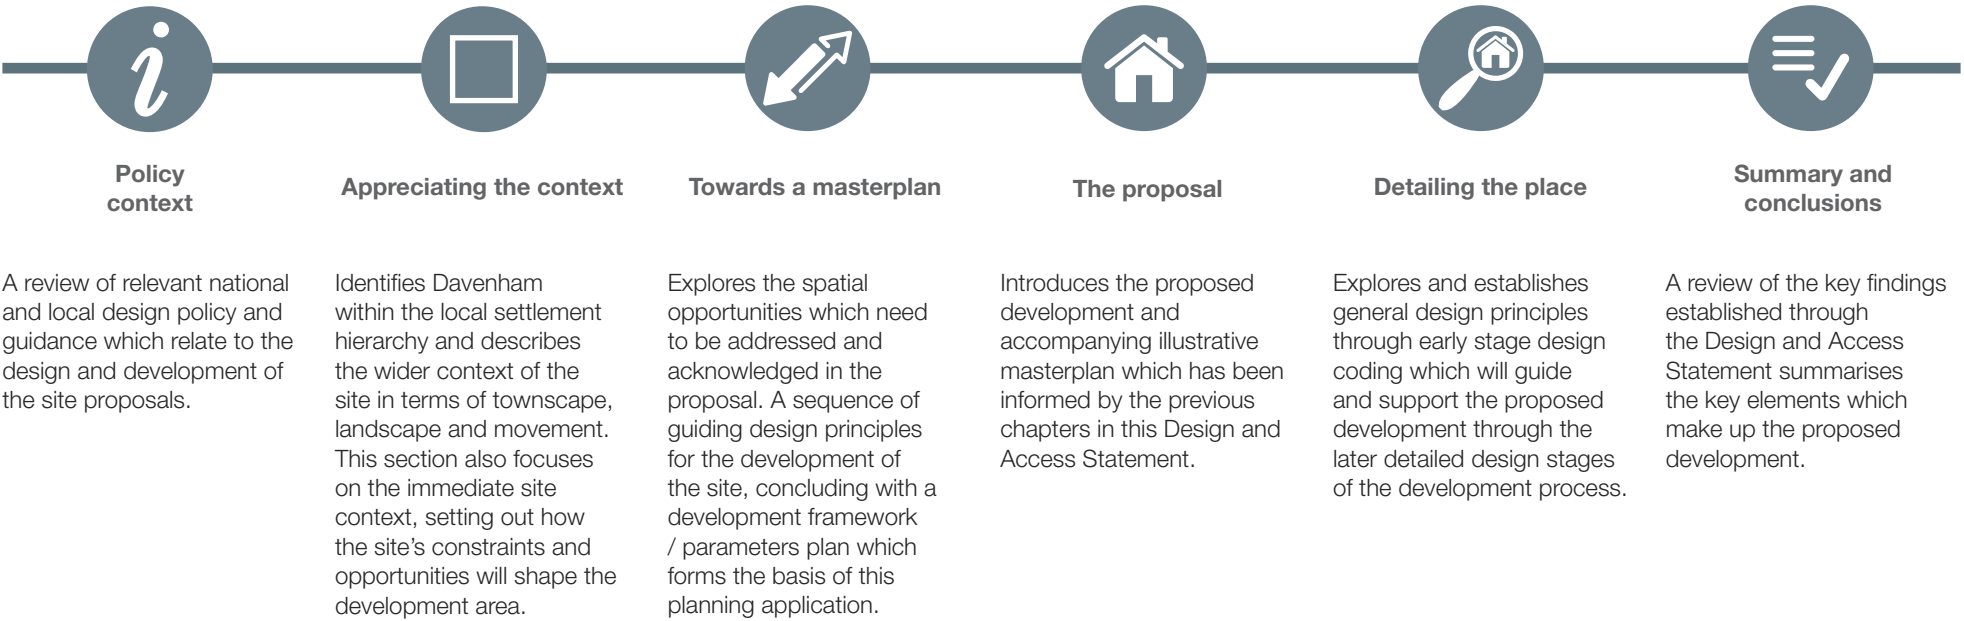 Policy
context
A review of relevant national
and local design policy and
guidance which relate to the
design and development of
the site proposals.
Appreciating the context
Identifies Davenham
within the local settlement
hierarchy and describes
the wider context of the
site in terms of townscape,
landscape and movement.
This section also focuses
on the immediate site
context, setting out how
the site’s constraints and
opportunities will shape the
development area.
Towards a masterplan
Explores the spatial
opportunities which need
to be addressed and
acknowledged in the
proposal. A sequence of
guiding design principles
for the development of
the site, concluding with a
development framework
/ parameters plan which
forms the basis of this
planning application.
The proposal
Introduces the proposed
development and
accompanying illustrative
masterplan which has been
informed by the previous
chapters in this Design and
Access Statement.
Detailing the place
Explores and establishes
general design principles
through early stage design
coding which will guide
and support the proposed
development through the
later detailed design stages
of the development process.
Summary and
conclusions
A review of the key findings
established through
the Design and Access
Statement summarises
the key elements which
make up the proposed
development.